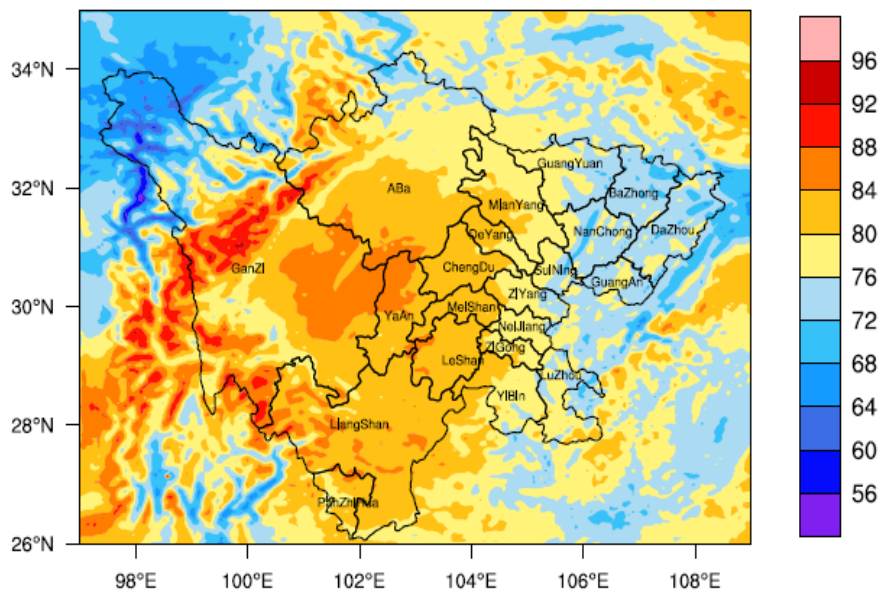 34°N
32°N
30°N
28°N
26°N
98°E
100°E
102°E
104°E
106°E
108°E
96
92
88
84
80
76
72
68
64
60
56
GuangYuan
ABa
BaZhong
MianYang
DeYang
NanChong
DaZhou
GanZi
ChengDu
SuiNing
GuangAn
ZiYang
YaAn
MeiShan
NeiJiang
ZiGong
LeShan
LuZhou
YiBin
LiangShan